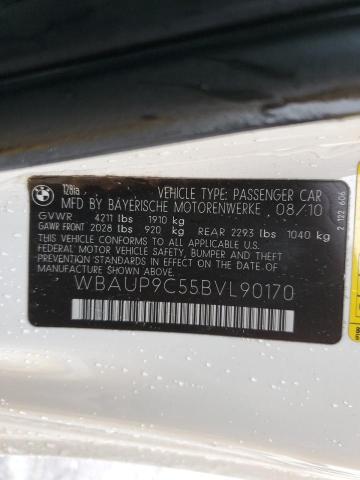 BMW
128ia VEHICLE TYPE: PASSENGER CAR
MFD BY BAYERISCHE MOTORENWERKE 08/10
GVWR 4211 lbs 1910 kg
GAWR FRONT 2028 lbs 920 kg REAR 2293 lbs 1040 kg
THIS VEHICLE CONFORMS TO ALL APPLICABLE U.S.
FEDERAL MOTOR VEHICLE SAFETY, BUMPER AND
THEFT PREVENTION STANDARDS IN EFFECT ON THE
DATE OF MANUFACTURE SHOWN ABOVE.
WBAUP9C55BVL90170
2 122 606